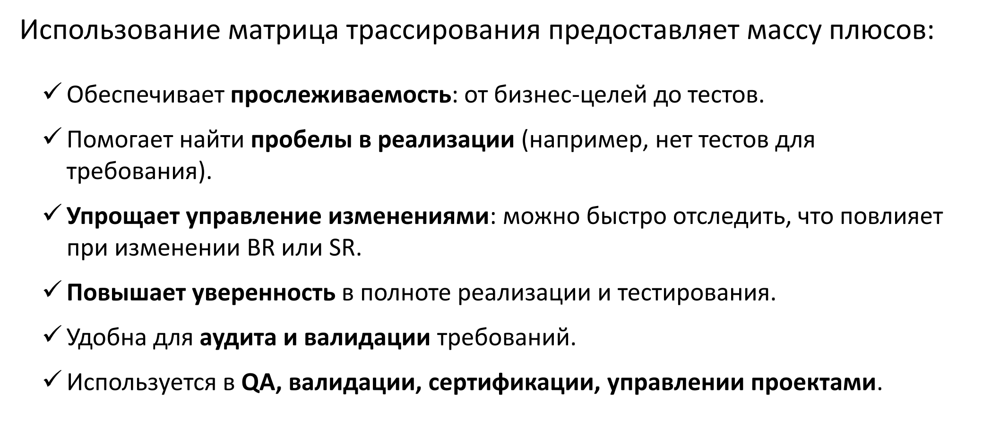 Использование матрица трассирования предоставляет массу плюсов:
✓ Обеспечивает прослеживаемость: от бизнес-целей до тестов.
✓ Помогает найти пробелы в реализации (например, нет тестов для
требования).
✓ Упрощает управление изменениями: можно быстро отследить, что повлияет
при изменении BR или SR.
✓ Повышает уверенность в полноте реализации и тестирования.
✓ Удобна для аудита и валидации требований.
✓ Используется в QA, валидации, сертификации, управлении проектами.